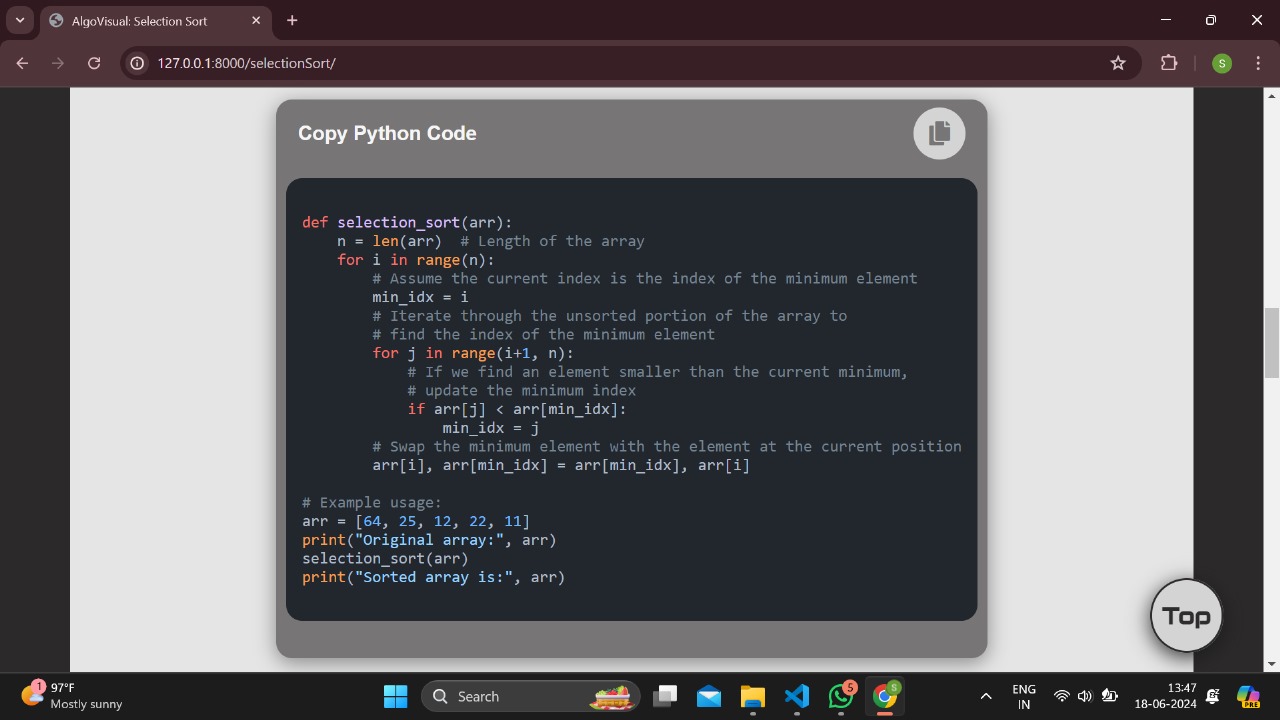 AlgoVisual: Selection Sort
127.0.0.1:8000/selectionSort/
S
Copy Python Code
def selection_sort(arr):
    n = len(arr)  # Length of the array
    for i in range(n):
        # Assume the current index is the index of the minimum element
        min_idx = i
        # Iterate through the unsorted portion of the array to
        # find the index of the minimum element
        for j in range(i+1, n):
            # If we find an element smaller than the current minimum,
            # update the minimum index
            if arr[j] < arr[min_idx]:
                min_idx = j
        # Swap the minimum element with the element at the current position
        arr[i], arr[min_idx] = arr[min_idx], arr[i]

# Example usage:
arr = [64, 25, 12, 22, 11]
print("Original array:", arr)
selection_sort(arr)
print("Sorted array is:", arr)
Top
1
97°F
Mostly sunny
Search
5
S
ENG
IN
13:47
18-06-2024
PRE